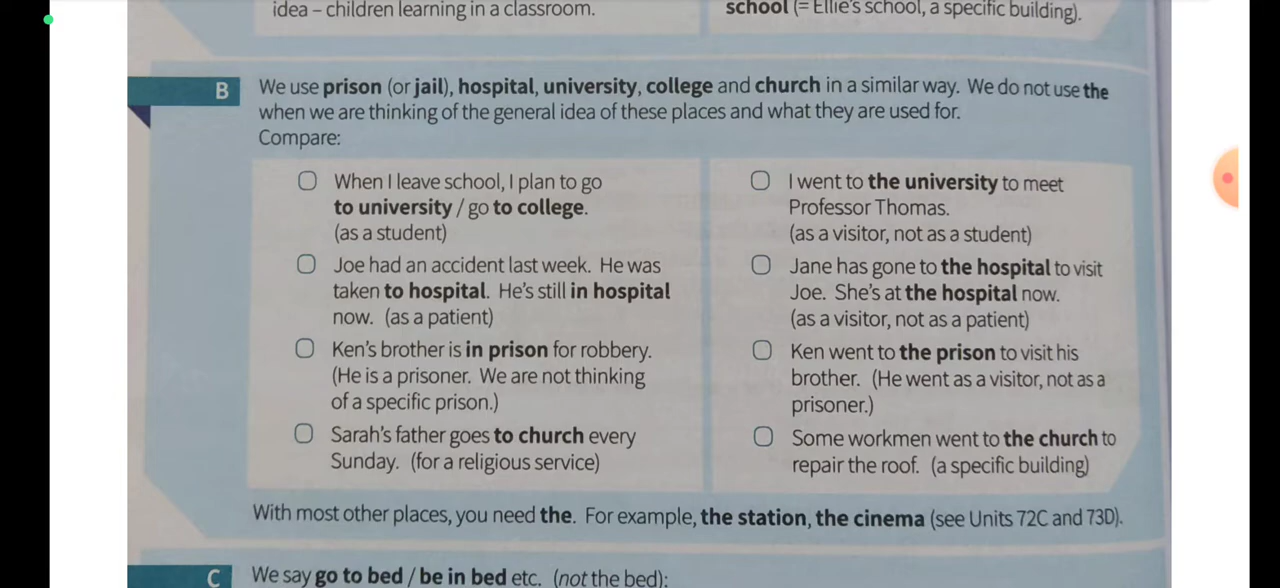 idea – children learning in a classroom.
school (= Ellie's school, a specific building).
B
We use prison (or jail), hospital, university, college and church in a similar way. We do not use the
when we are thinking of the general idea of these places and what they are used for.
Compare:
When I leave school, I plan to go
to university / go to college.
(as a student)
Joe had an accident last week. He was
taken to hospital. He's still in hospital
now. (as a patient)
Ken's brother is in prison for robbery.
(He is a prisoner. We are not thinking
of a specific prison.)
Sarah's father goes to church every
Sunday. (for a religious service)
I went to the university to meet
Professor Thomas.
(as a visitor, not as a student)
Jane has gone to the hospital to visit
Joe. She's at the hospital now.
(as a visitor, not as a patient)
Ken went to the prison to visit his
brother. (He went as a visitor, not as a
prisoner.)
Some workmen went to the church to
repair the roof. (a specific building)
With most other places, you need the. For example, the station, the cinema (see Units 72C and 73D).
C
We say go to bed / be in bed etc. (not the bed):